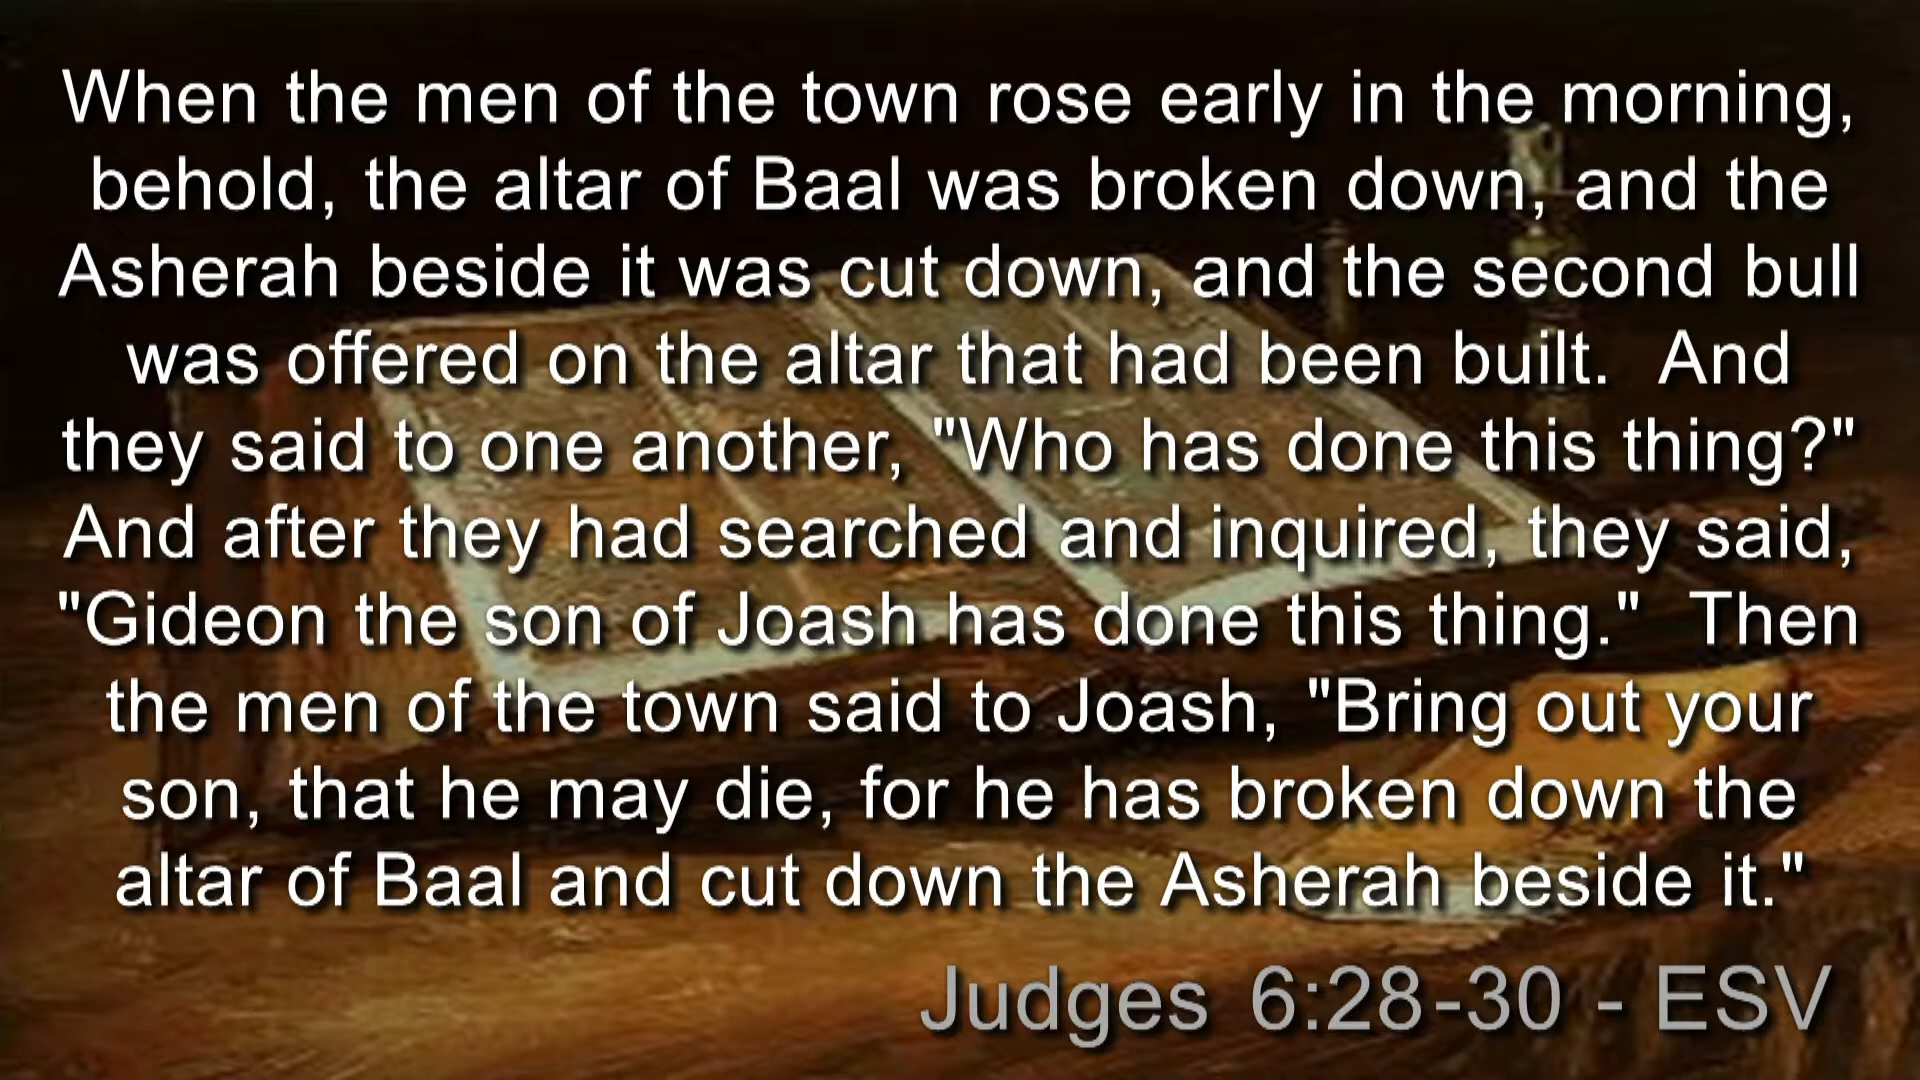 When the men of the town rose early in the morning,
behold, the altar of Baal was broken down, and the
Asherah beside it was cut down, and the second bull
was offered on the altar that had been built.  And
they said to one another, "Who has done this thing?"
And after they had searched and inquired, they said,
"Gideon the son of Joash has done this thing."  Then
the men of the town said to Joash, "Bring out your
son, that he may die, for he has broken down the
altar of Baal and cut down the Asherah beside it."
Judges 6:28-30 - ESV